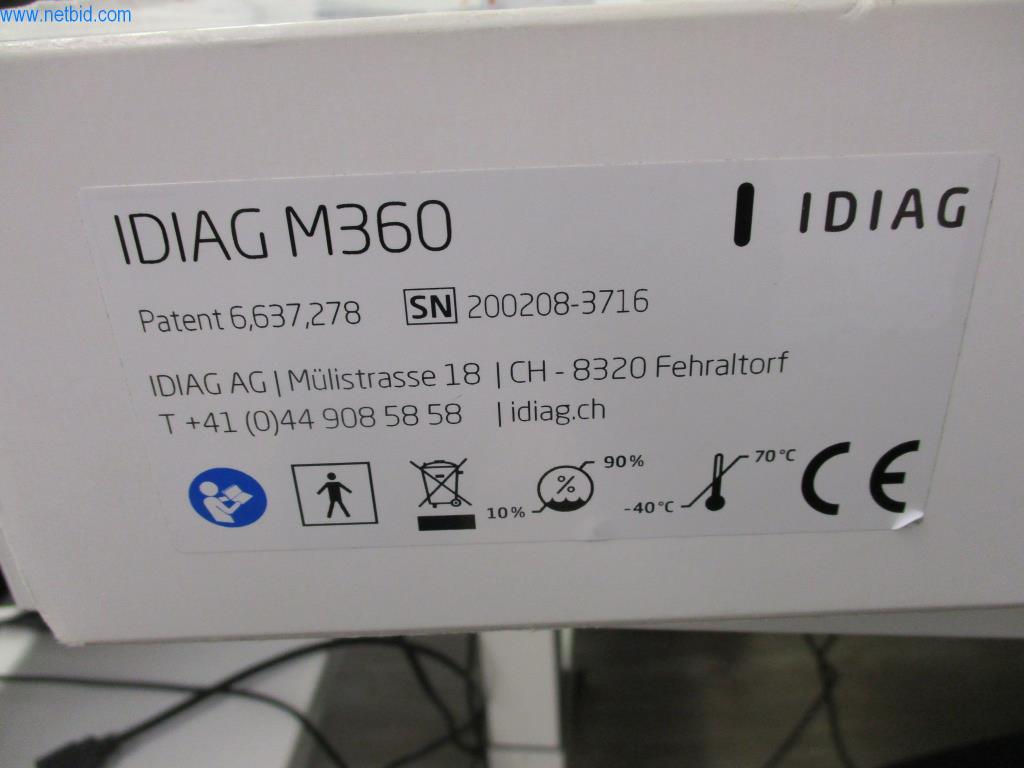 www.netbid.com
IDIAG M360
IDIAG
Patent 6,637,278 SN 200208-3716
IDIAG AG | Mülistrasse 18 | CH - 8320 Fehraltorf
T +41 (0)44 908 58 58 | idiag.ch
10% % 90%
-40°C 70°C
CE